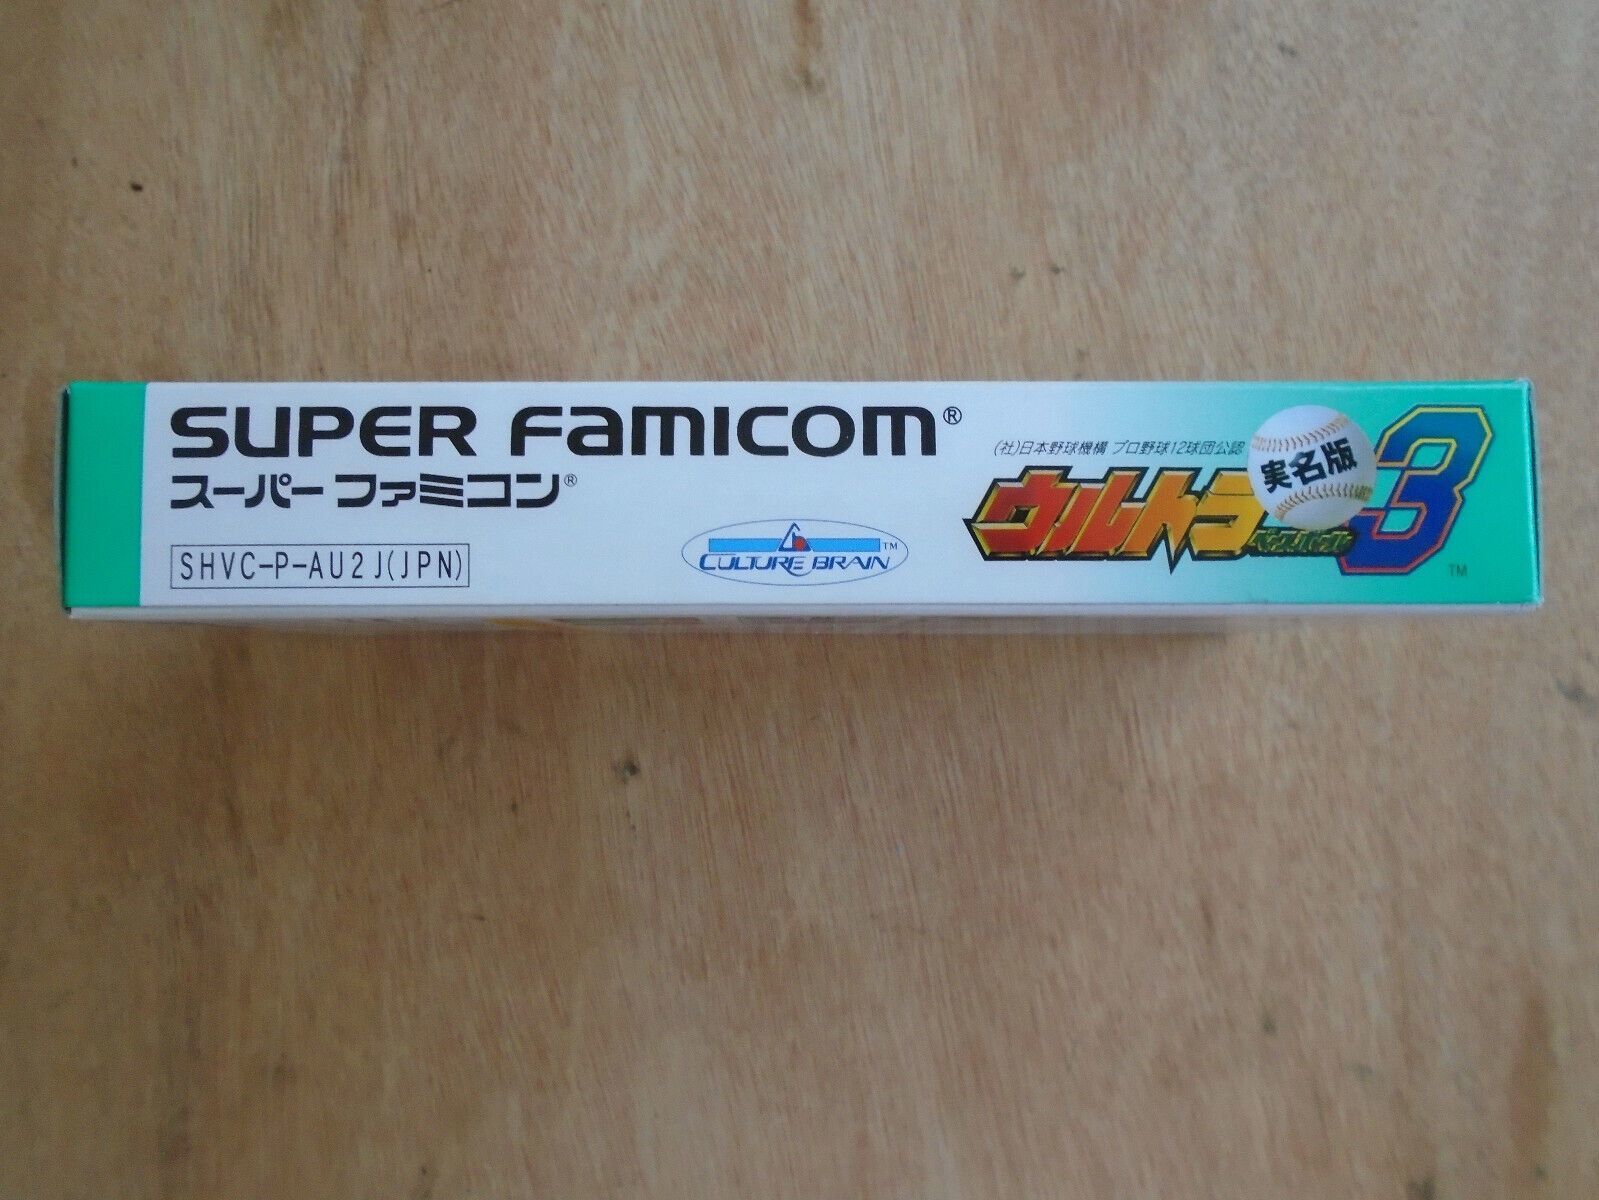 SUPER FAMICOM®
スーパーファミコン®
SHVC-P-AU2J(JPN)
CULTURE BRAIN™
(社)日本野球機構 プロ野球12球団公認
ウルトラ
ベースボール
実名版
3
TM